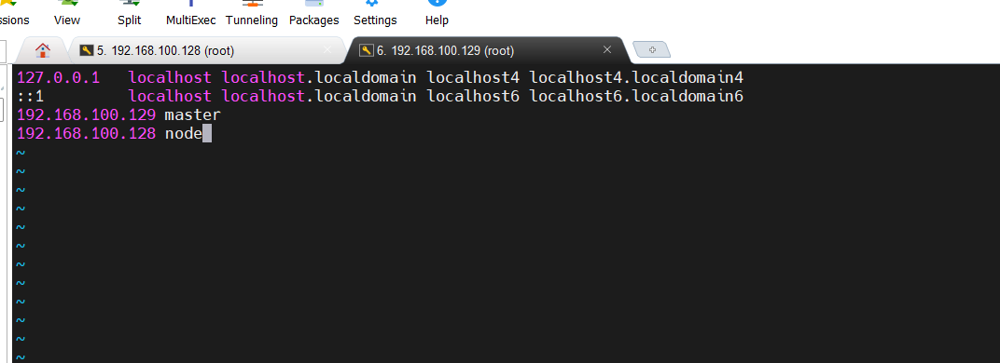 ssions View Split MultiExec Tunneling Packages Settings Help
5. 192.168.100.128 (root) 6. 192.168.100.129 (root)
127.0.0.1   localhost localhost.localdomain localhost4 localhost4.localdomain4
::1         localhost localhost.localdomain localhost6 localhost6.localdomain6
192.168.100.129 master
192.168.100.128 node
~
~
~
~
~
~
~
~
~
~
~
~